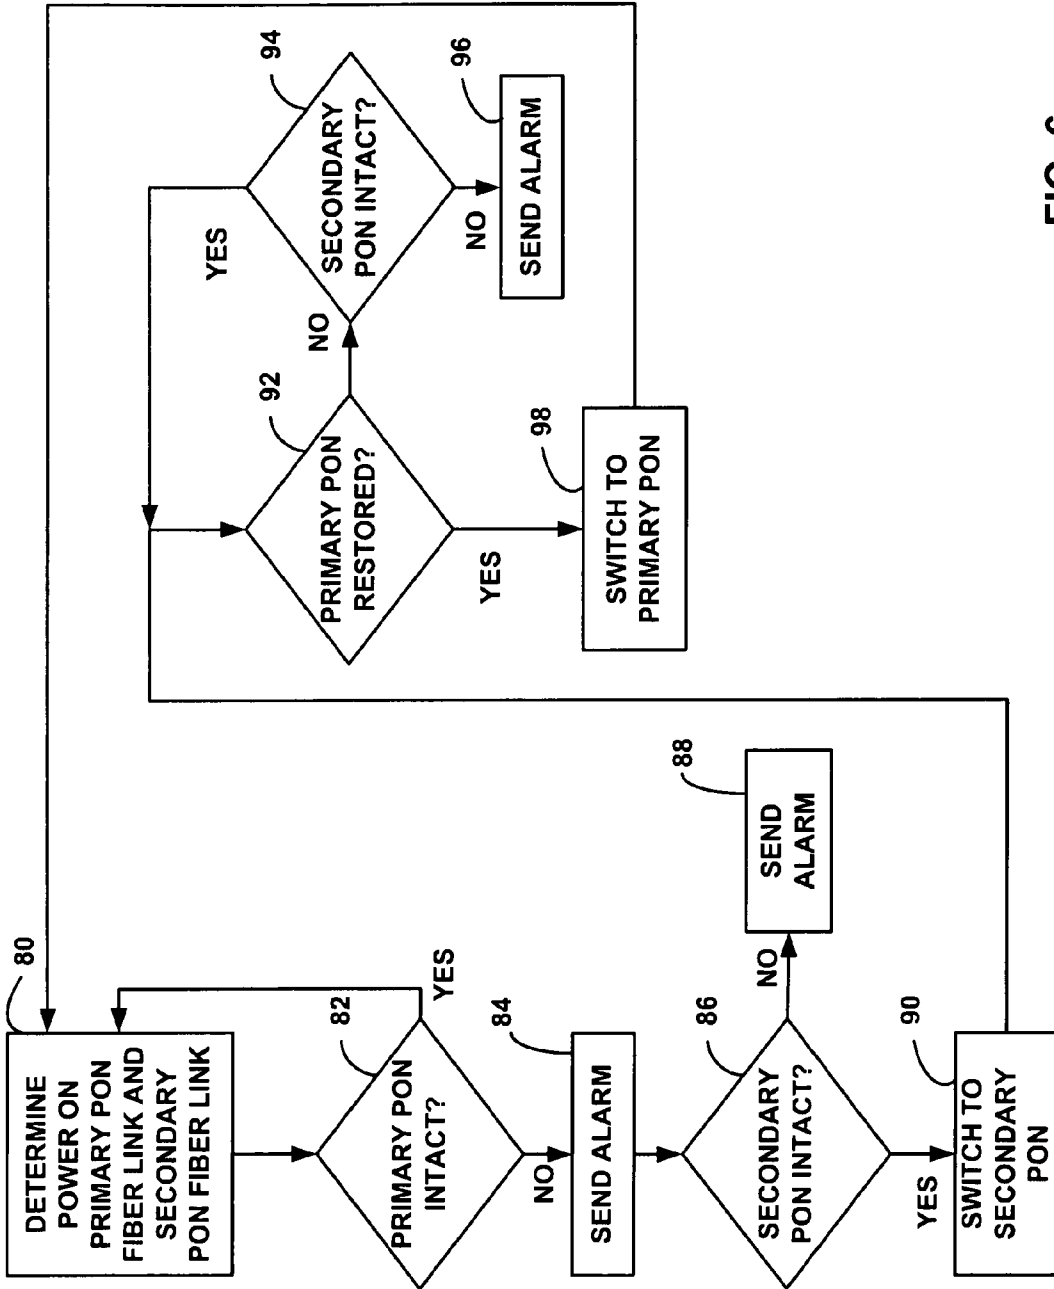 80
DETERMINE
POWER ON
PRIMARY PON
FIBER LINK AND
SECONDARY
PON FIBER LINK
82
PRIMARY PON
INTACT?
YES
NO
84
SEND ALARM
86
SECONDARY
PON INTACT?
NO
88
SEND
ALARM
YES
90
SWITCH TO
SECONDARY
PON
92
PRIMARY PON
RESTORED?
NO
94
SECONDARY
PON INTACT?
YES
NO
96
SEND ALARM
YES
98
SWITCH TO
PRIMARY PON